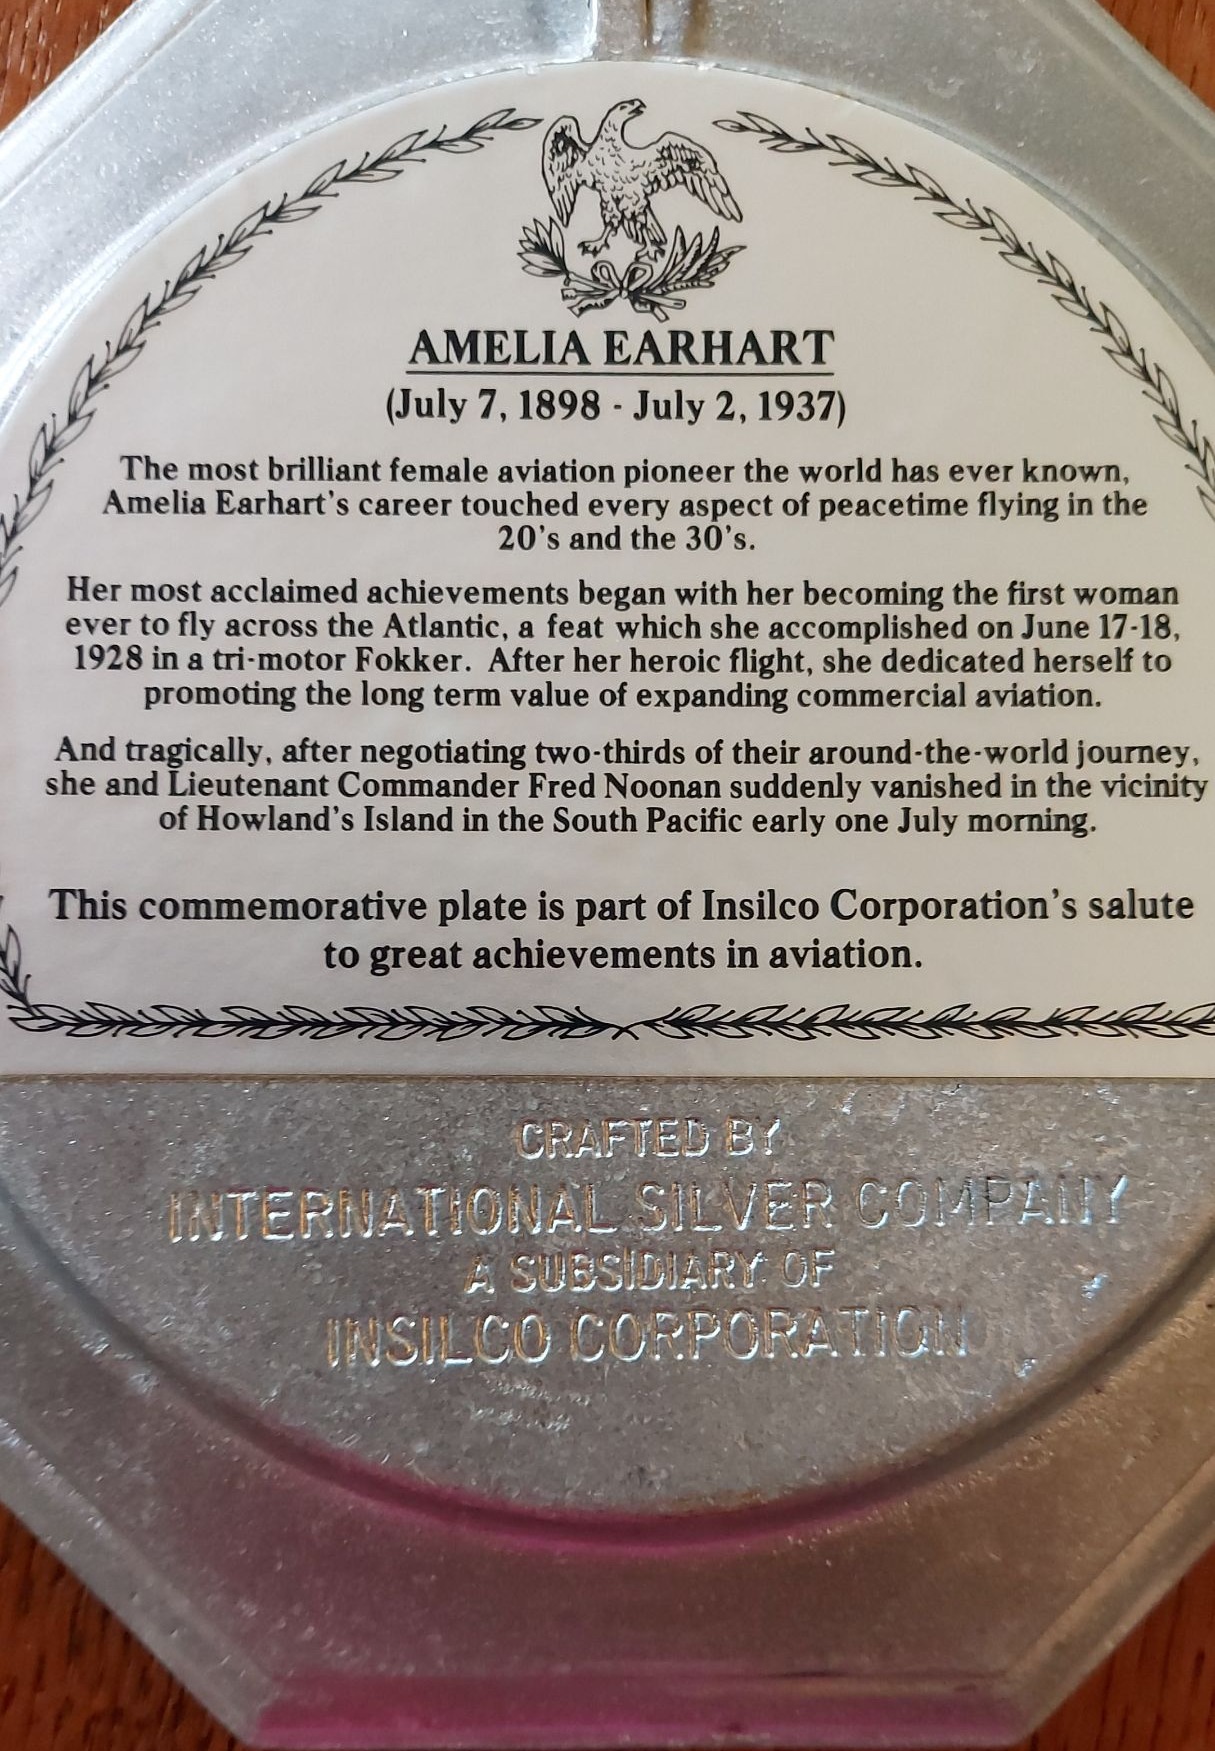 AMELIA EARHART
(July 7, 1898 - July 2, 1937)
The most brilliant female aviation pioneer the world has ever known,
Amelia Earhart's career touched every aspect of peacetime flying in the
20's and the 30's.
Her most acclaimed achievements began with her becoming the first woman
ever to fly across the Atlantic, a feat which she accomplished on June 17-18,
1928 in a tri-motor Fokker. After her heroic flight, she dedicated herself to
promoting the long term value of expanding commercial aviation.
And tragically, after negotiating two-thirds of their around-the-world journey,
she and Lieutenant Commander Fred Noonan suddenly vanished in the vicinity
of Howland's Island in the South Pacific early one July morning.
This commemorative plate is part of Insilco Corporation's salute
to great achievements in aviation.
CRAFTED BY
INTERNATIONAL SILVER COMPANY
A SUBSIDIARY OF
INSILCO CORPORATION